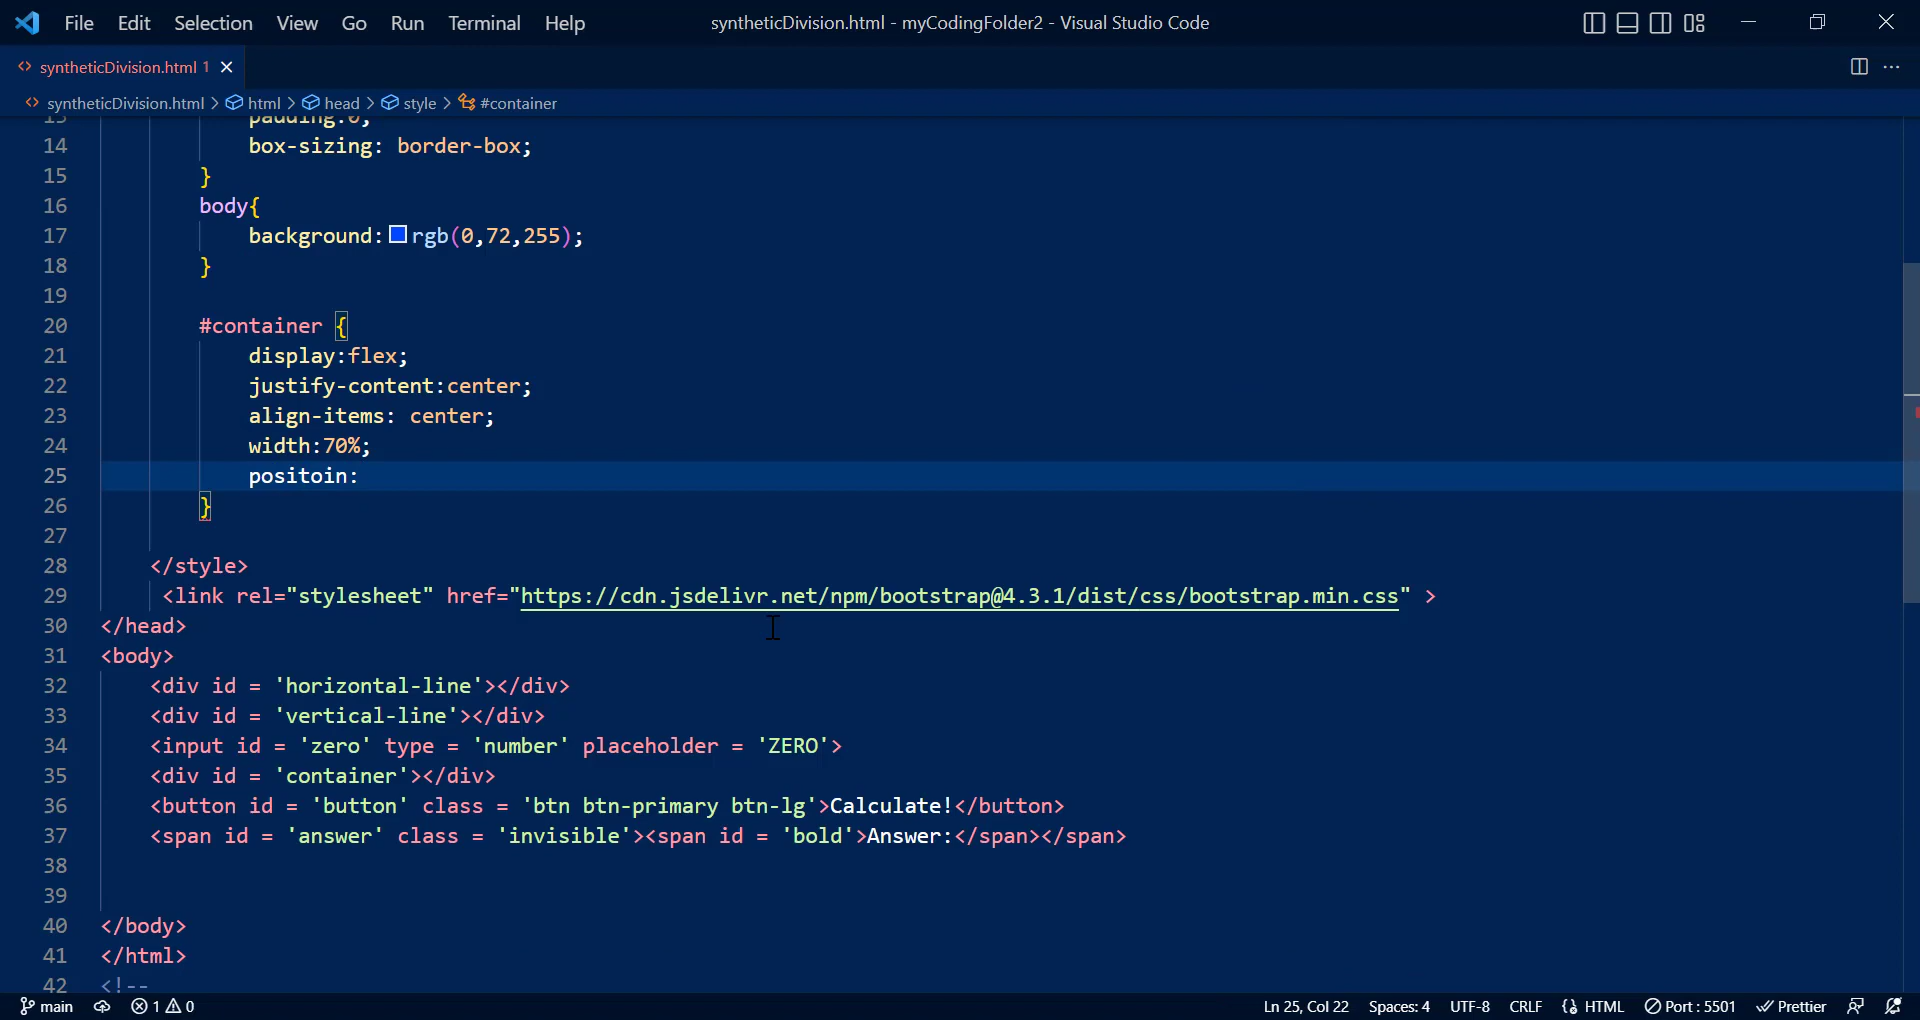 File Edit Selection View Go Run Terminal Help syntheticDivision.html - myCodingFolder2 - Visual Studio Code
syntheticDivision.html 1
syntheticDivision.html > html > head > style > #container
13 padding:0;
14 box-sizing: border-box;
15 }
16 body{
17 background: rgb(0,72,255);
18 }
19
20 #container {
21 display:flex;
22 justify-content:center;
23 align-items: center;
24 width:70%;
25 positoin:
26 }
27
28 </style>
29 <link rel="stylesheet" href="https://cdn.jsdelivr.net/npm/bootstrap@4.3.1/dist/css/bootstrap.min.css" >
30 </head>
31 <body>
32 <div id = 'horizontal-line'></div>
33 <div id = 'vertical-line'></div>
34 <input id = 'zero' type = 'number' placeholder = 'ZERO'>
35 <div id = 'container'></div>
36 <button id = 'button' class = 'btn btn-primary btn-lg'>Calculate!</button>
37 <span id = 'answer' class = 'invisible'><span id = 'bold'>Answer:</span></span>
38
39
40 </body>
41 </html>
42 <!--
main 1 0 Ln 25, Col 22 Spaces: 4 UTF-8 CRLF HTML Port : 5501 Prettier